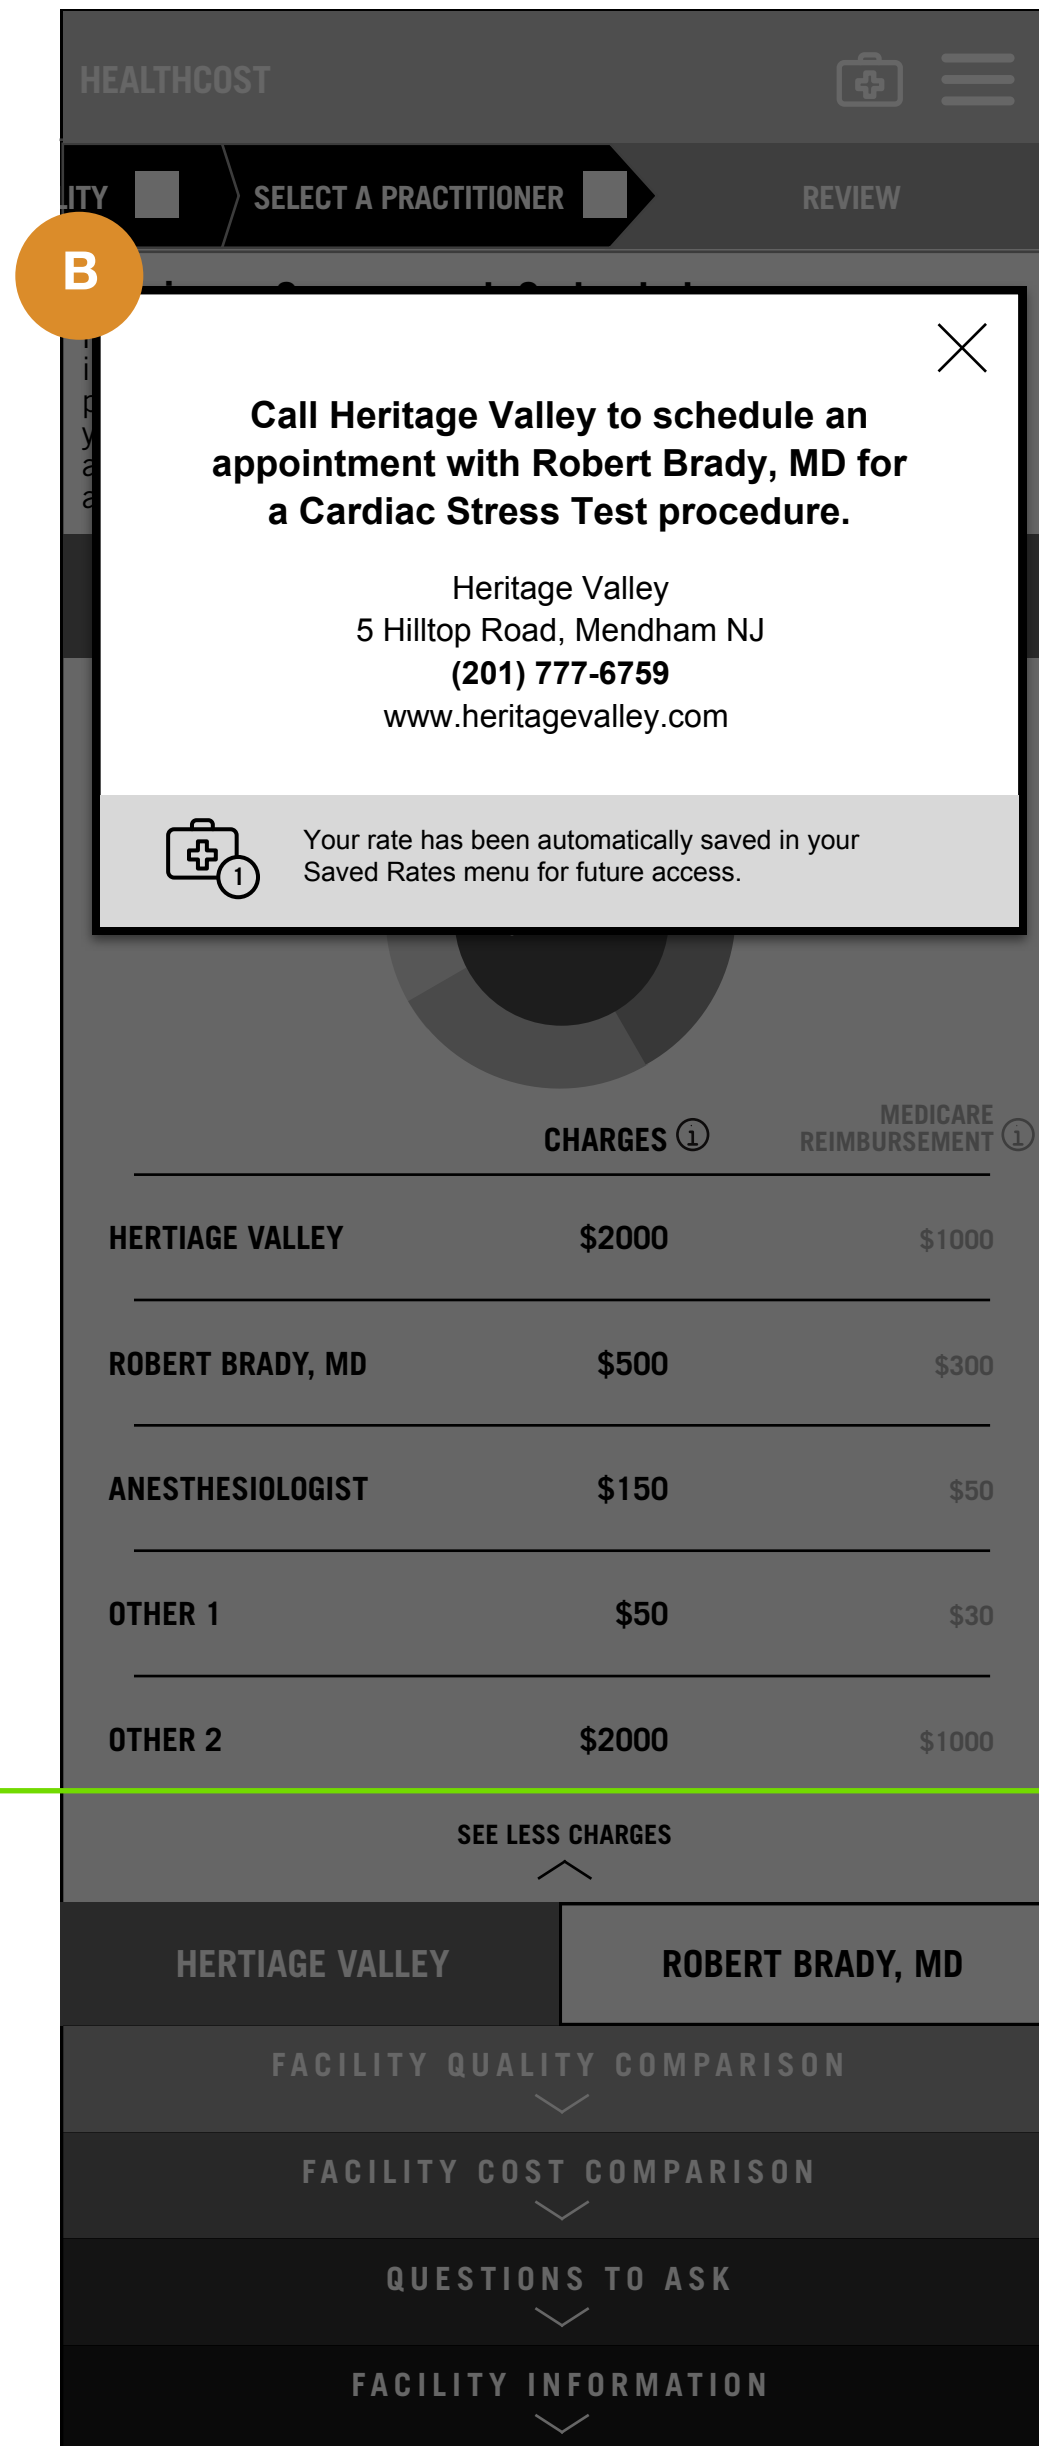 HEALTHCOST
ITY
SELECT A PRACTITIONER
REVIEW
B
Call Heritage Valley to schedule an
appointment with Robert Brady, MD for
a Cardiac Stress Test procedure.
Heritage Valley
5 Hilltop Road, Mendham NJ
(201) 777-6759
www.heritagevalley.com
1
Your rate has been automatically saved in your
Saved Rates menu for future access.
CHARGES i
MEDICARE
REIMBURSEMENT i
HERTIAGE VALLEY $2000 $1000
ROBERT BRADY, MD $500 $300
ANESTHESIOLOGIST $150 $50
OTHER 1 $50 $30
OTHER 2 $2000 $1000
SEE LESS CHARGES
HERTIAGE VALLEY
ROBERT BRADY, MD
FACILITY QUALITY COMPARISON
FACILITY COST COMPARISON
QUESTIONS TO ASK
FACILITY INFORMATION